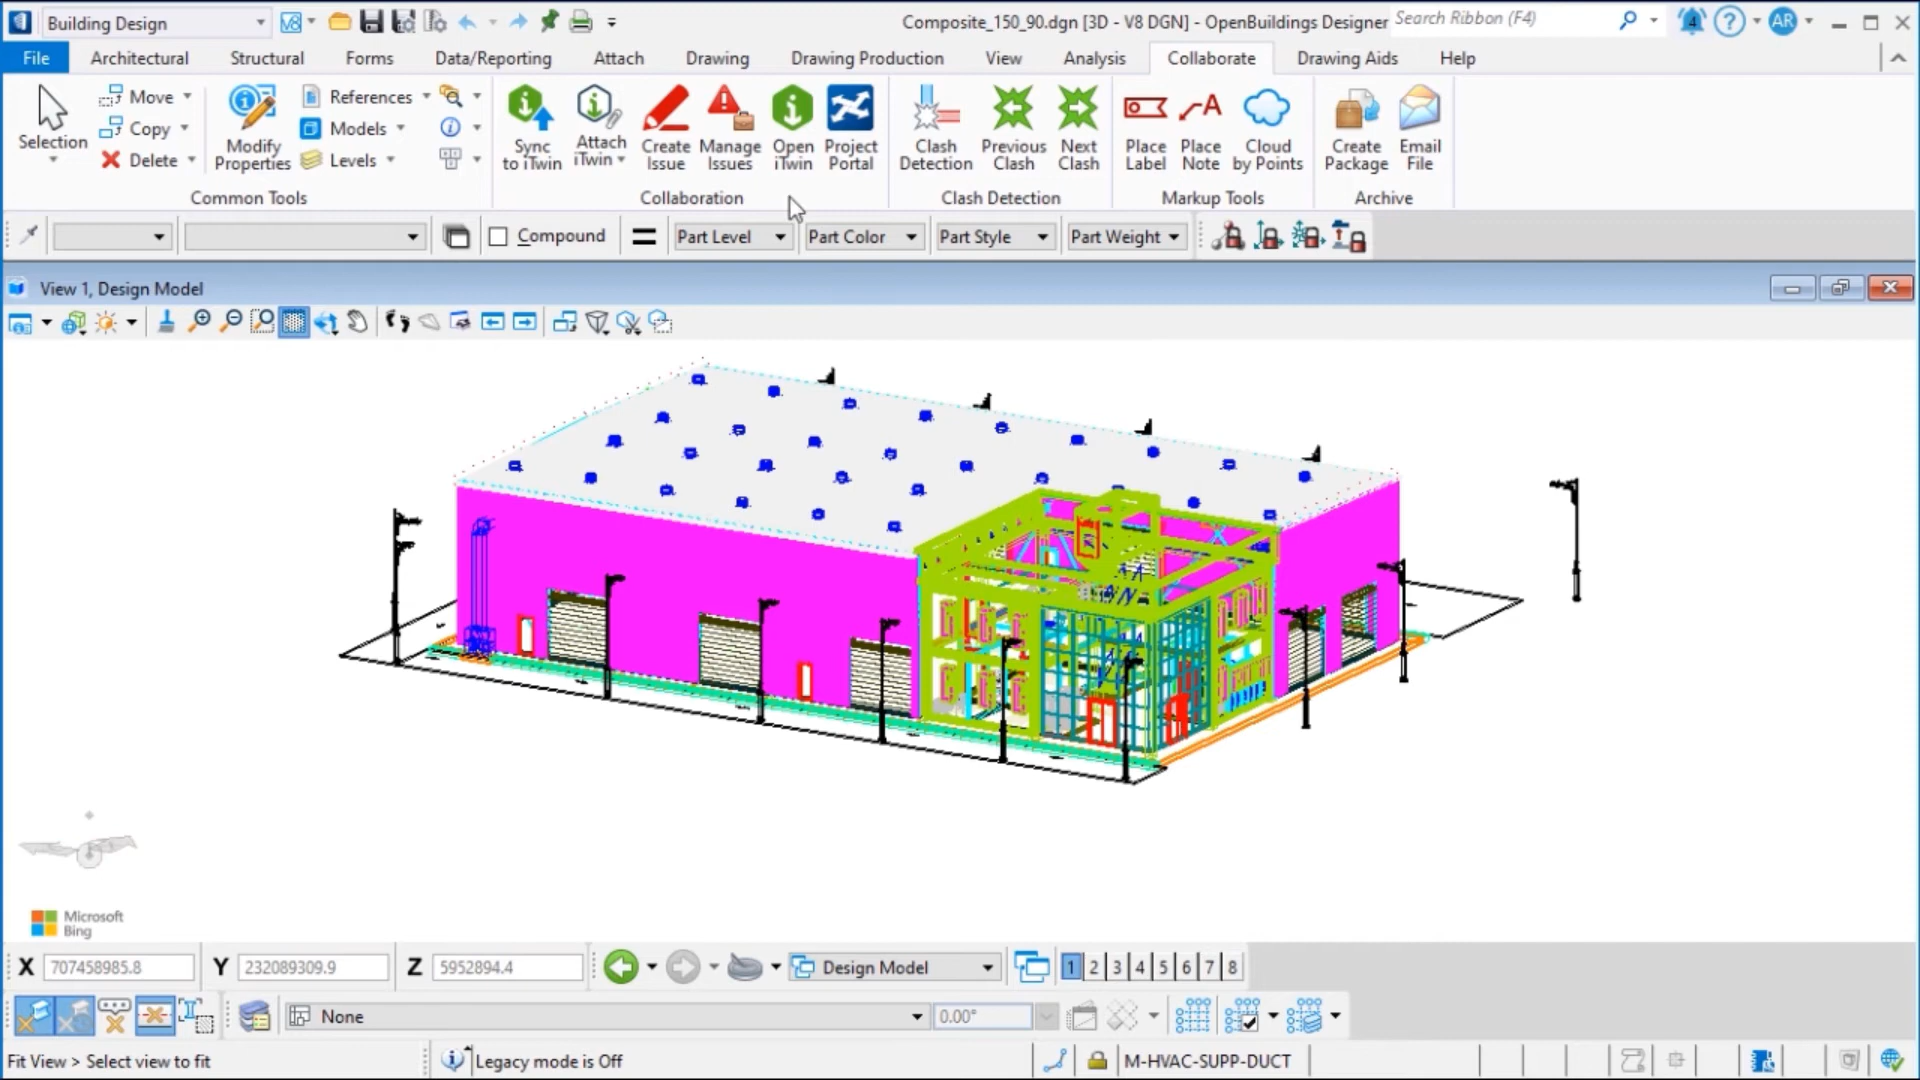 Building Design
V8
Composite_150_90.dgn [3D - V8 DGN] - OpenBuildings Designer
Search Ribbon (F4)
4
?
AR
File
Architectural
Structural
Forms
Data/Reporting
Attach
Drawing
Drawing Production
View
Analysis
Collaborate
Drawing Aids
Help
Selection
Move
Copy
Delete
Modify
Properties
References
Models
Levels
Common Tools
Sync
to iTwin
Attach
iTwin
Create
Issue
Manage
Issues
Open
iTwin
Project
Portal
Collaboration
Clash
Detection
Previous
Clash
Next
Clash
Clash Detection
Place
Label
Place
Note
Cloud
by Points
Markup Tools
Create
Package
Email
File
Archive
Compound
Part Level
Part Color
Part Style
Part Weight
View 1, Design Model
Microsoft
Bing
X 707458985.8
Y 232089309.9
Z 5952894.4
Design Model
1 2 3 4 5 6 7 8
None
0.00°
Fit View > Select view to fit
Legacy mode is Off
M-HVAC-SUPP-DUCT